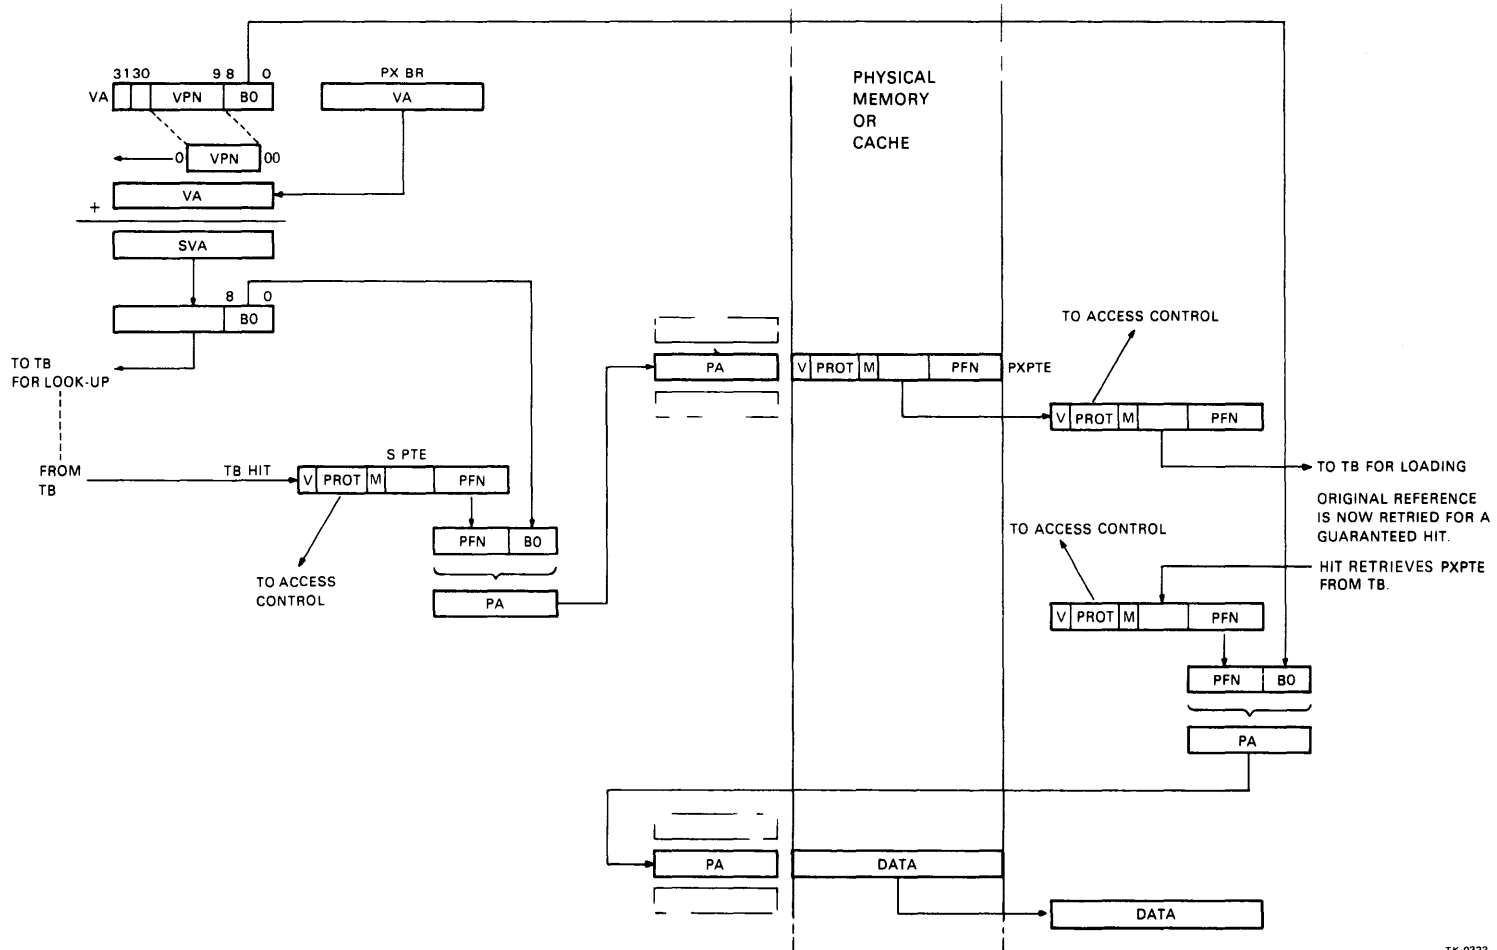 PHYSICAL
MEMORY
OR
CACHE
3130 9 8 0
VA VPN BO
PX BR
VA
0 VPN 00
VA
+
SVA
8 0
BO
TO TB
FOR LOOK-UP
FROM
TB
TB HIT
S PTE
V PROT M PFN
TO ACCESS
CONTROL
PFN BO
PA
PA
V PROT M PFN PXPTE
TO ACCESS CONTROL
V PROT M PFN
TO TB FOR LOADING
ORIGINAL REFERENCE
IS NOW RETRIED FOR A
GUARANTEED HIT.
HIT RETRIEVES PXPTE
FROM TB.
TO ACCESS CONTROL
V PROT M PFN
PFN BO
PA
PA DATA
DATA